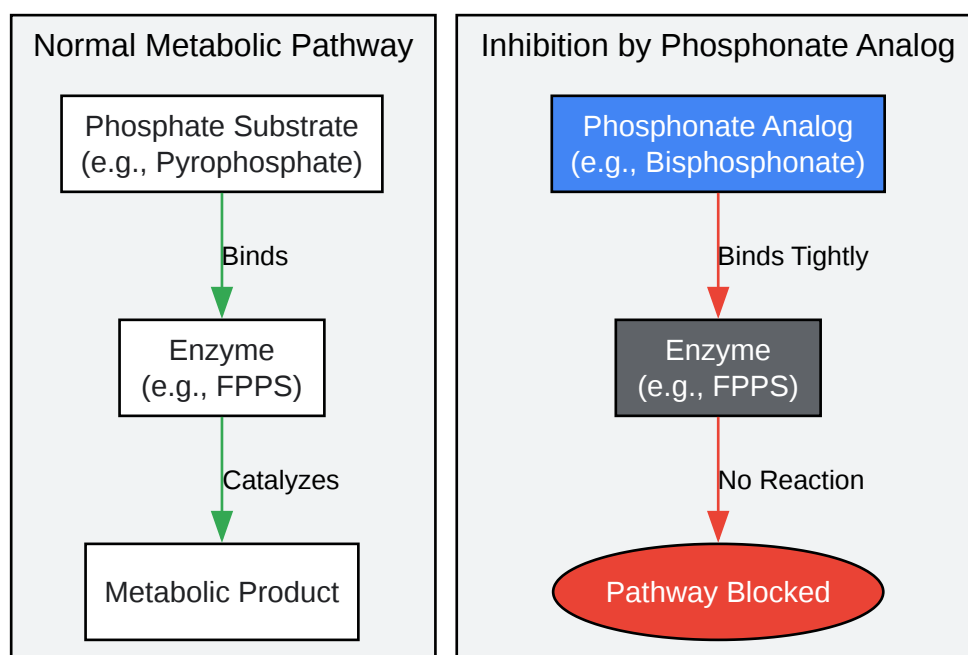 Normal Metabolic Pathway
Phosphate Substrate
(e.g., Pyrophosphate)
Binds
Enzyme
(e.g., FPPS)
Catalyzes
Metabolic Product
Inhibition by Phosphonate Analog
Phosphonate Analog
(e.g., Bisphosphonate)
Binds Tightly
Enzyme
(e.g., FPPS)
No Reaction
Pathway Blocked